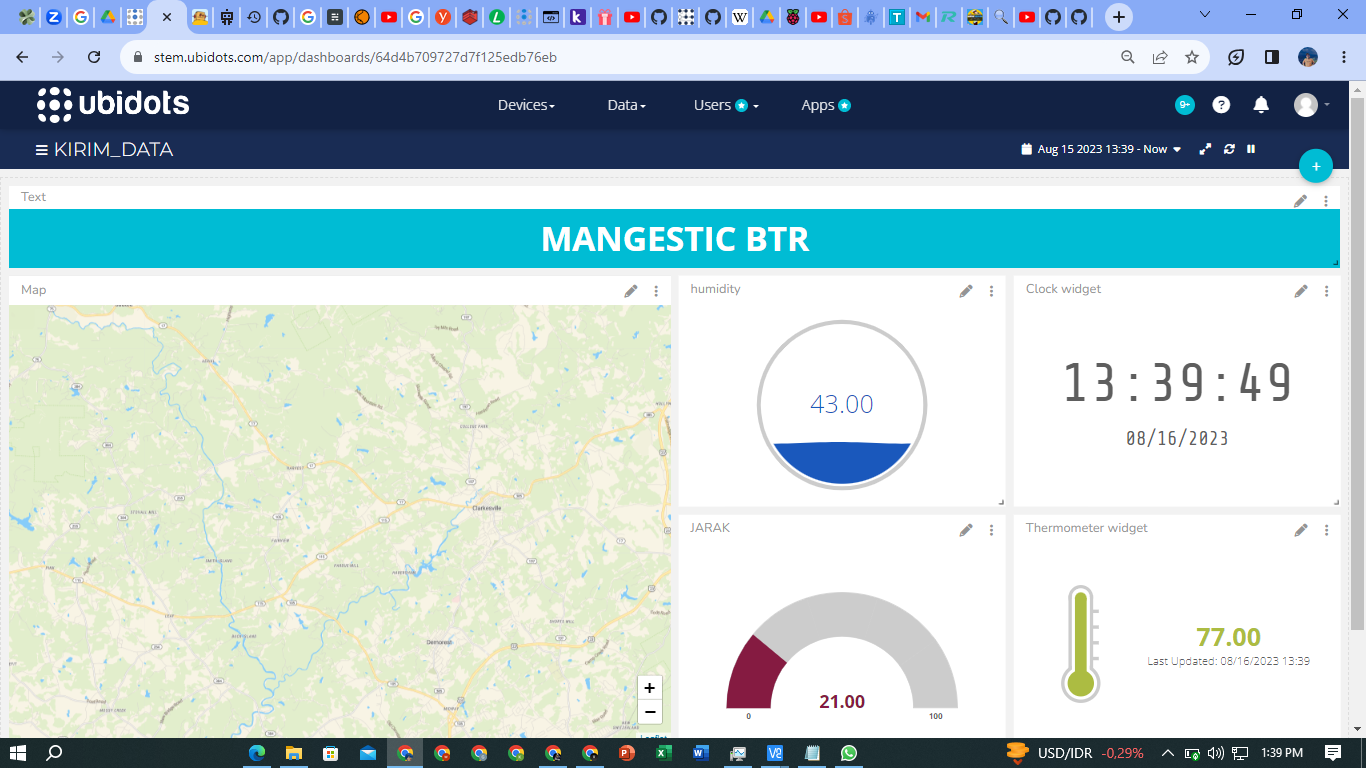 stem.ubidots.com/app/dashboards/64d4b709727d7f125edb76eb
ubidots
Devices
Data
Users
Apps
9+
KIRIM_DATA
Aug 15 2023 13:39 - Now
Text
MANGESTIC BTR
Map
Clarkesville
Demorest
+
−
humidity
43.00
Clock widget
13:39:49
08/16/2023
JARAK
21.00
0
100
Thermometer widget
77.00
Last Updated: 08/16/2023 13:39
USD/IDR
-0,29%
1:39 PM